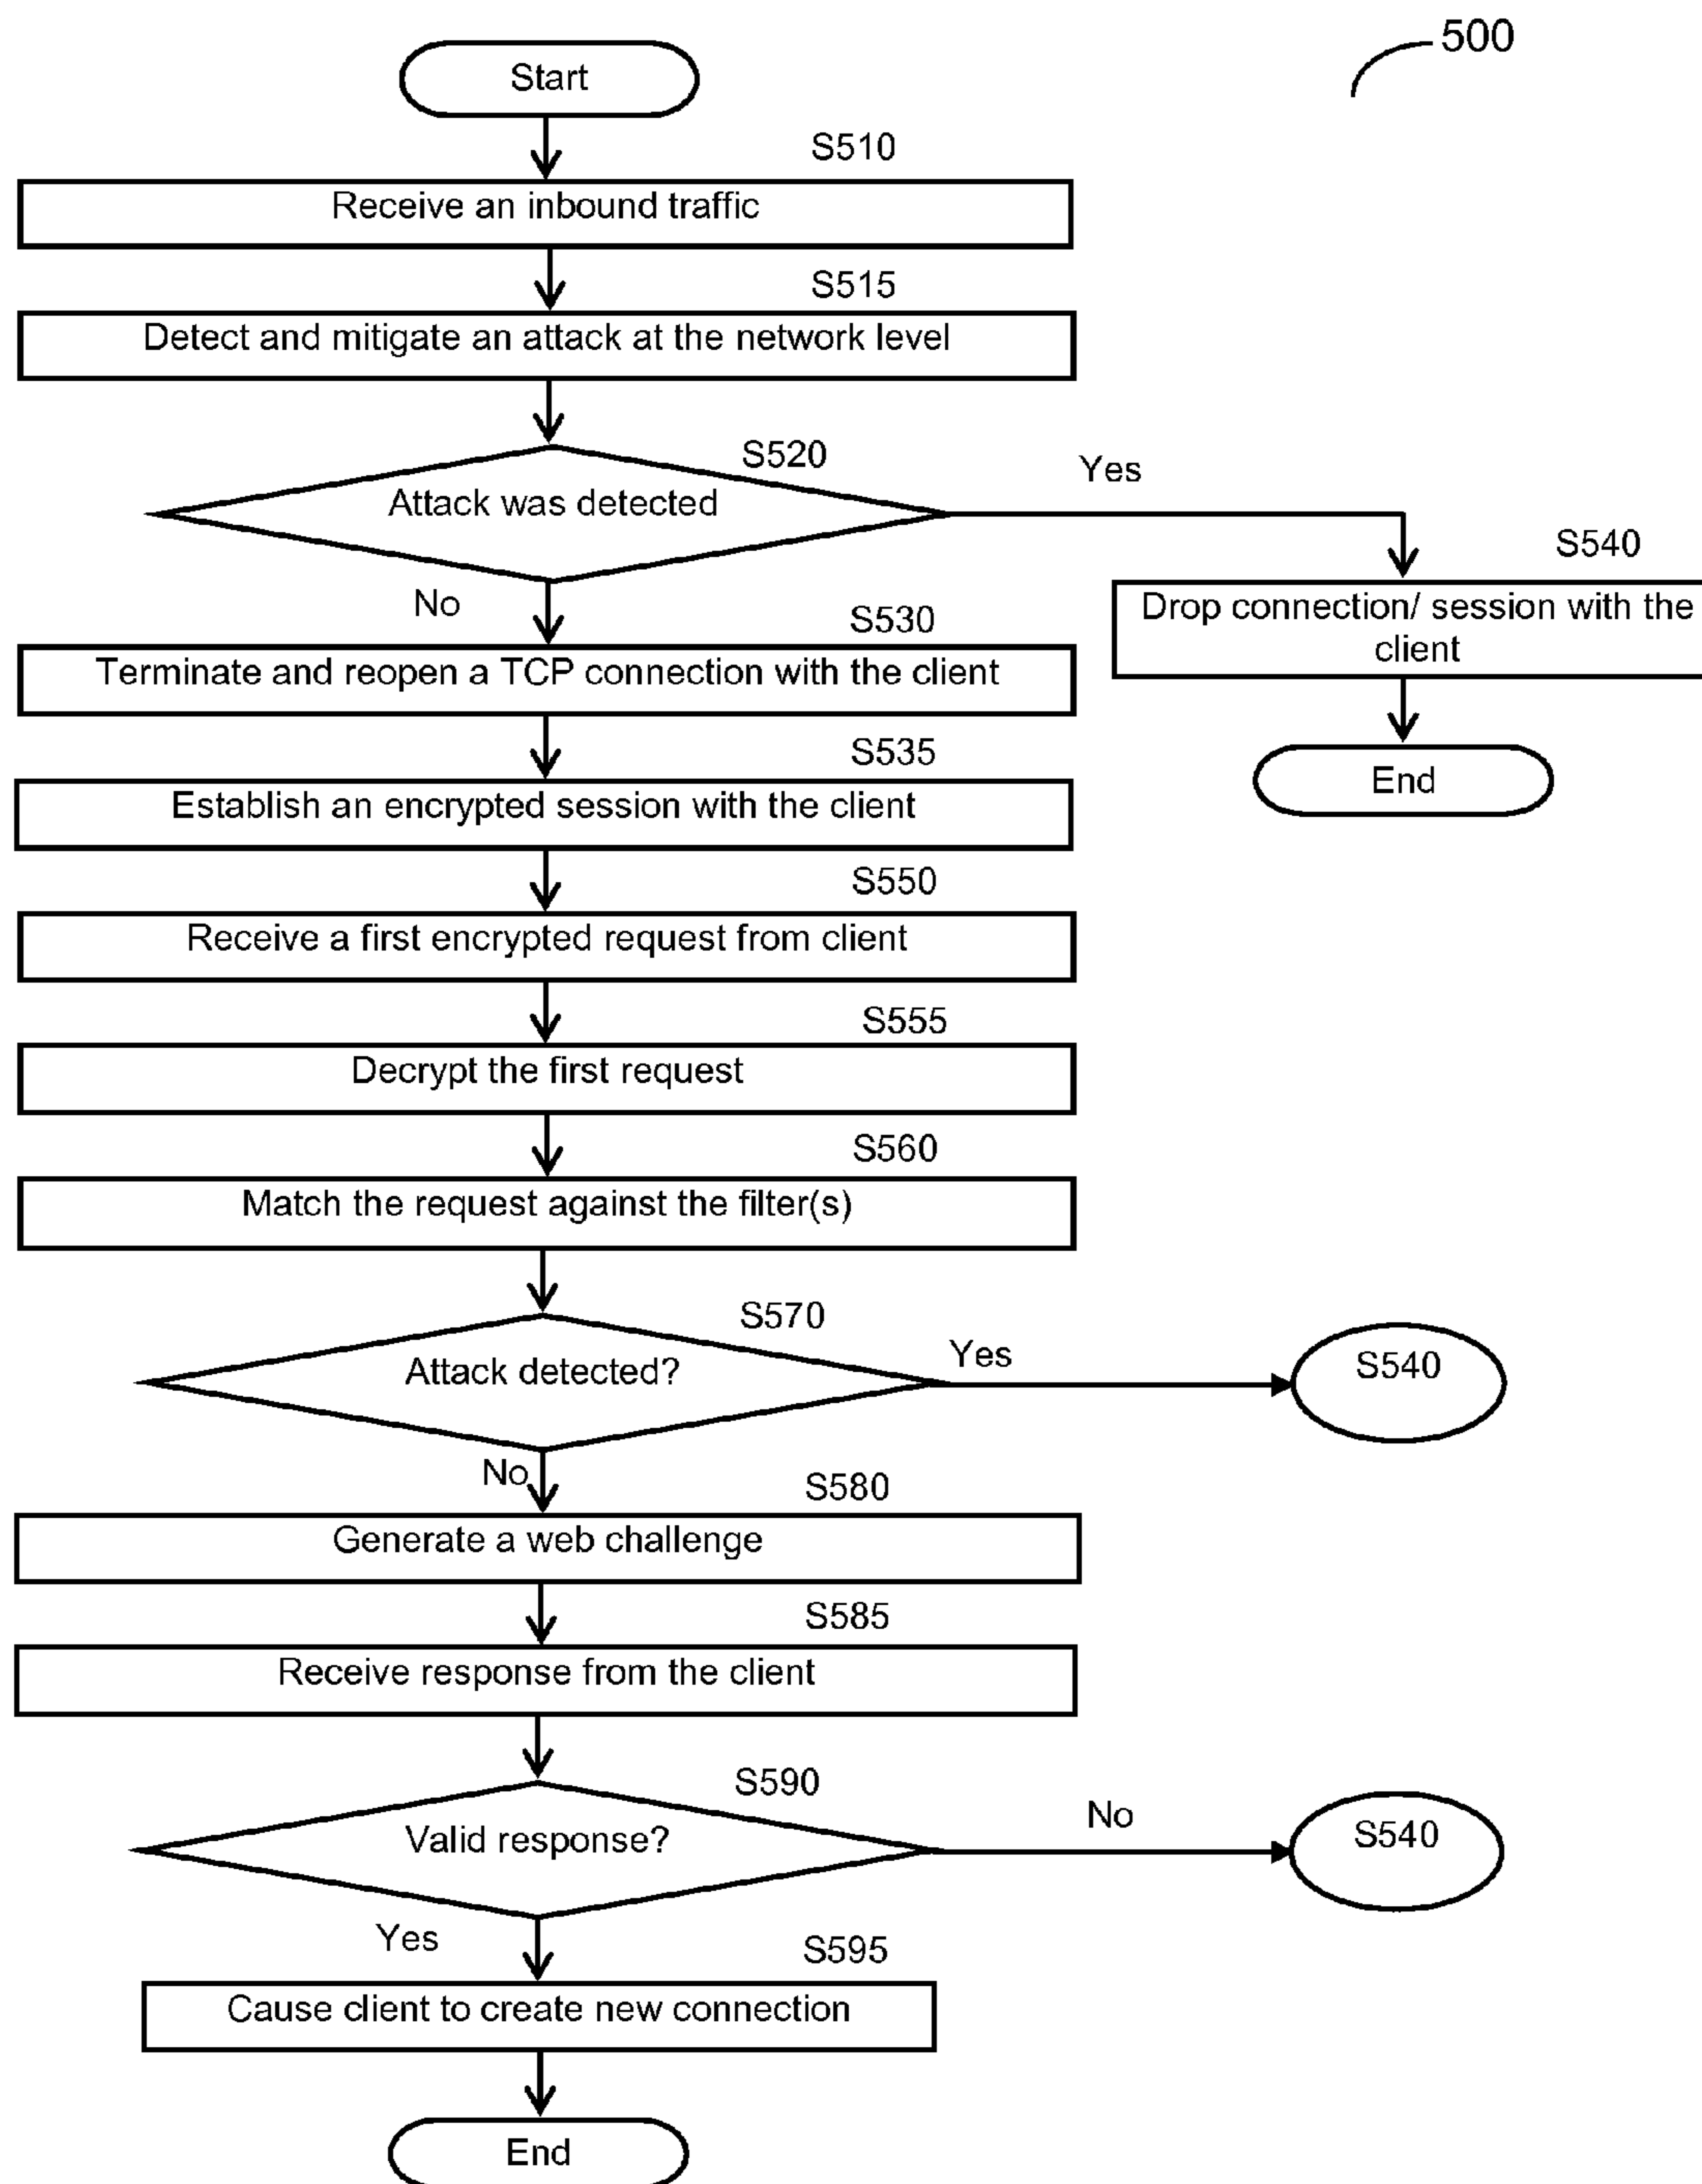 500
Start
S510
Receive an inbound traffic
S515
Detect and mitigate an attack at the network level
S520
Attack was detected
Yes
No
S540
Drop connection/ session with the
client
End
S530
Terminate and reopen a TCP connection with the client
S535
Establish an encrypted session with the client
S550
Receive a first encrypted request from client
S555
Decrypt the first request
S560
Match the request against the filter(s)
S570
Attack detected?
Yes
S540
No
S580
Generate a web challenge
S585
Receive response from the client
S590
Valid response?
No
S540
Yes
S595
Cause client to create new connection
End